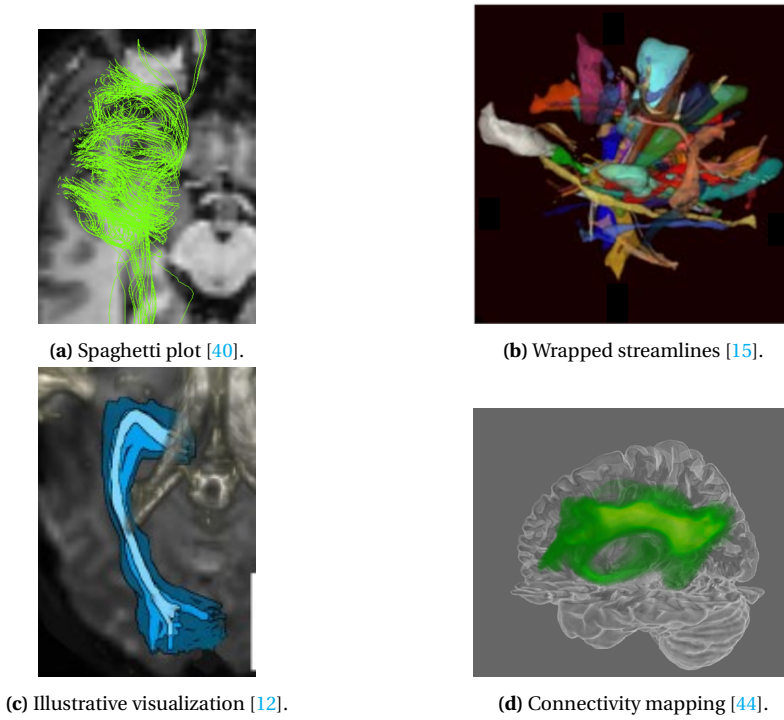 (a) Spaghetti plot [40].
(b) Wrapped streamlines [15].
(c) Illustrative visualization [12].
(d) Connectivity mapping [44].